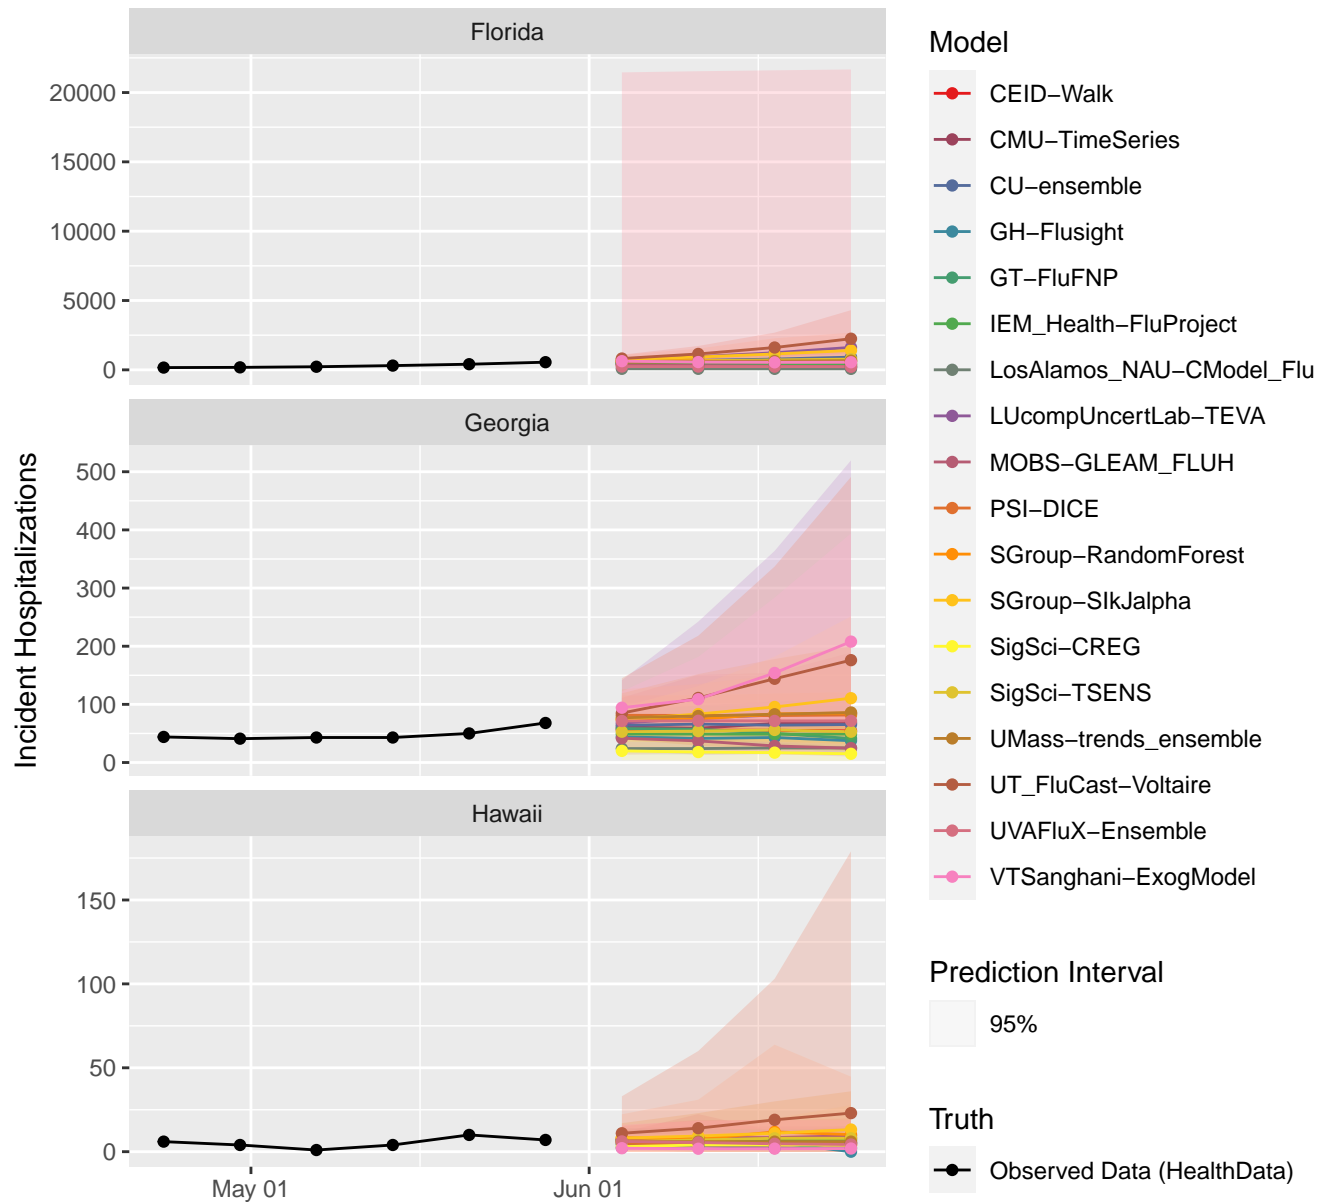 Florida
20000
15000
10000
5000
0
Georgia
500
400
300
200
100
0
Hawaii
150
100
50
0
May 01
Jun 01
Incident Hospitalizations
Model
CEID−Walk
CMU−TimeSeries
CU−ensemble
GH−Flusight
GT−FluFNP
IEM_Health−FluProject
LosAlamos_NAU−CModel_Flu
LUcompUncertLab−TEVA
MOBS−GLEAM_FLUH
PSI−DICE
SGroup−RandomForest
SGroup−SIkJalpha
SigSci−CREG
SigSci−TSENS
UMass−trends_ensemble
UT_FluCast−Voltaire
UVAFluX−Ensemble
VTSanghani−ExogModel
Prediction Interval
95%
Truth
Observed Data (HealthData)